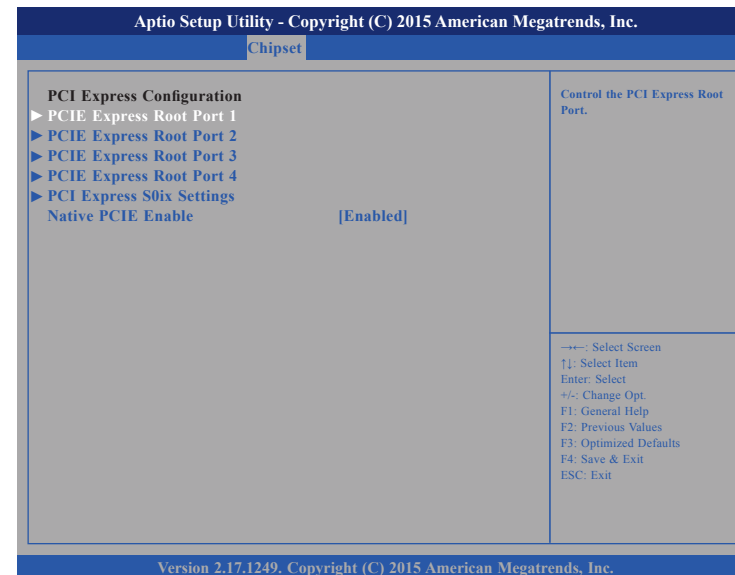 Aptio Setup Utility - Copyright (C) 2015 American Megatrends, Inc.
Chipset
PCI Express Configuration
▶ PCIE Express Root Port 1
▶ PCIE Express Root Port 2
▶ PCIE Express Root Port 3
▶ PCIE Express Root Port 4
▶ PCI Express S0ix Settings
Native PCIE Enable [Enabled]
Control the PCI Express Root
Port.
→←: Select Screen
↑↓: Select Item
Enter: Select
+/-: Change Opt.
F1: General Help
F2: Previous Values
F3: Optimized Defaults
F4: Save & Exit
ESC: Exit
Version 2.17.1249. Copyright (C) 2015 American Megatrends, Inc.